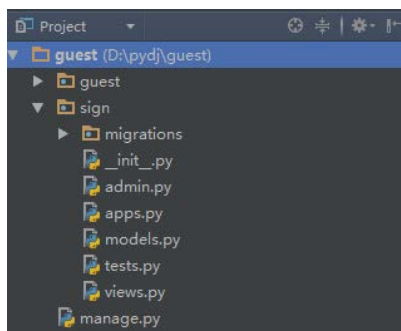 Project
guest (D:\pydj\guest)
guest
sign
migrations
__init__.py
admin.py
apps.py
models.py
tests.py
views.py
manage.py